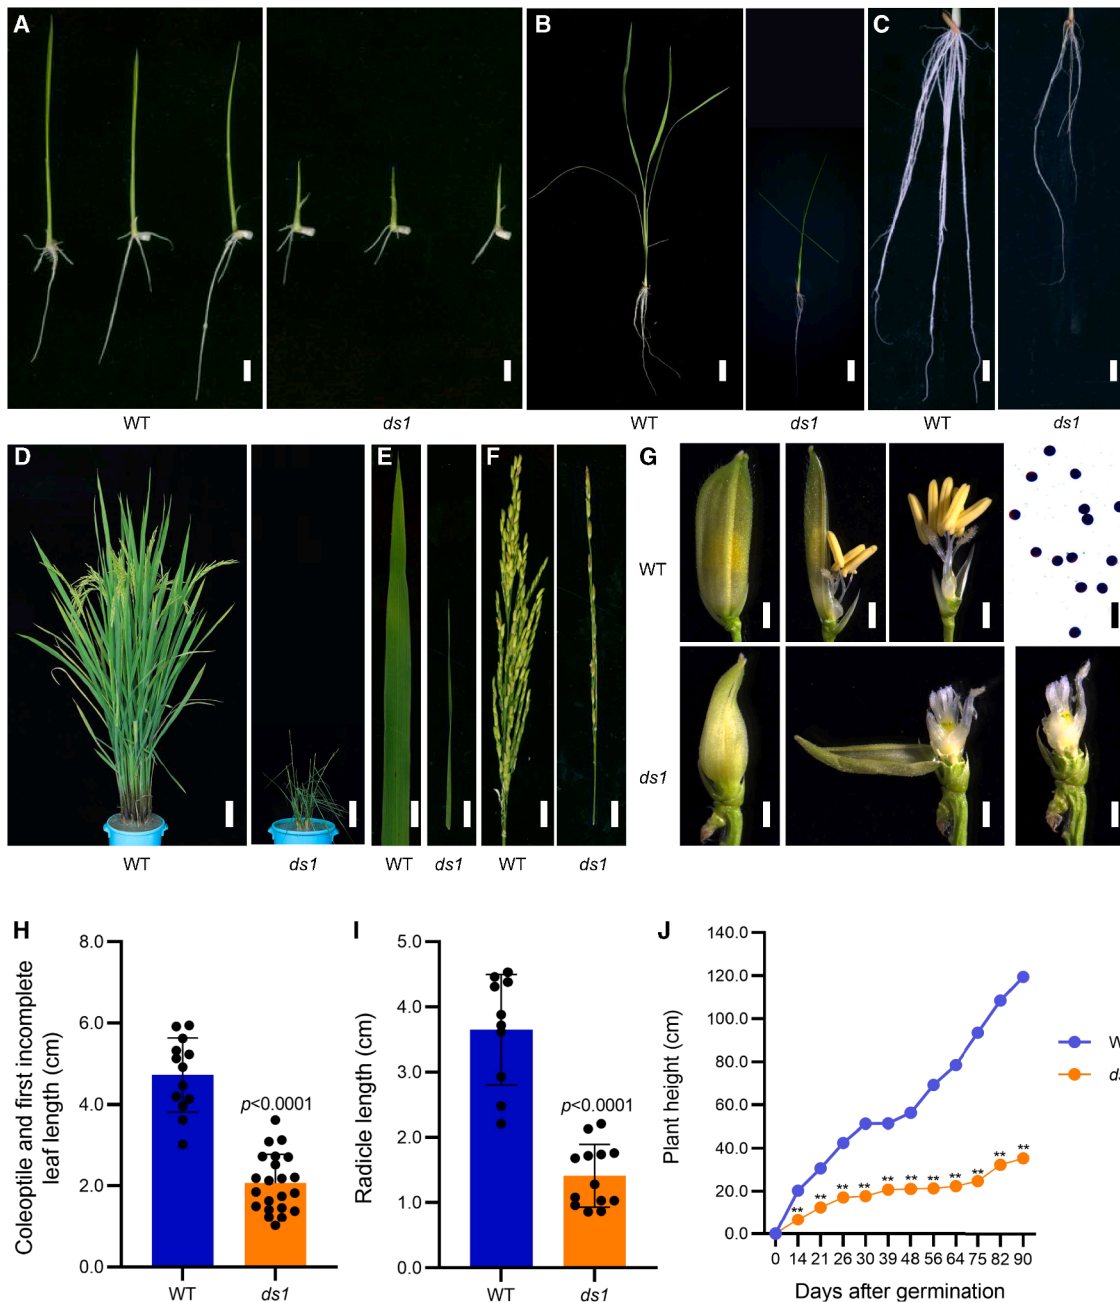 A
B
C
WT
ds1
WT
ds1
WT
ds1
D
E
F
G
WT
ds1
WT
ds1
WT
ds1
WT
ds1
H
Coleoptile and first incomplete
leaf length (cm)
8.0
6.0
4.0
2.0
0.0
p<0.0001
WT
ds1
I
Radicle length (cm)
5.0
4.0
3.0
2.0
1.0
0.0
p<0.0001
WT
ds1
J
Plant height (cm)
140.0
120.0
100.0
80.0
60.0
40.0
20.0
0.0
** ** ** ** ** ** ** ** ** ** **
0 14 21 26 30 39 48 56 64 75 82 90
Days after germination